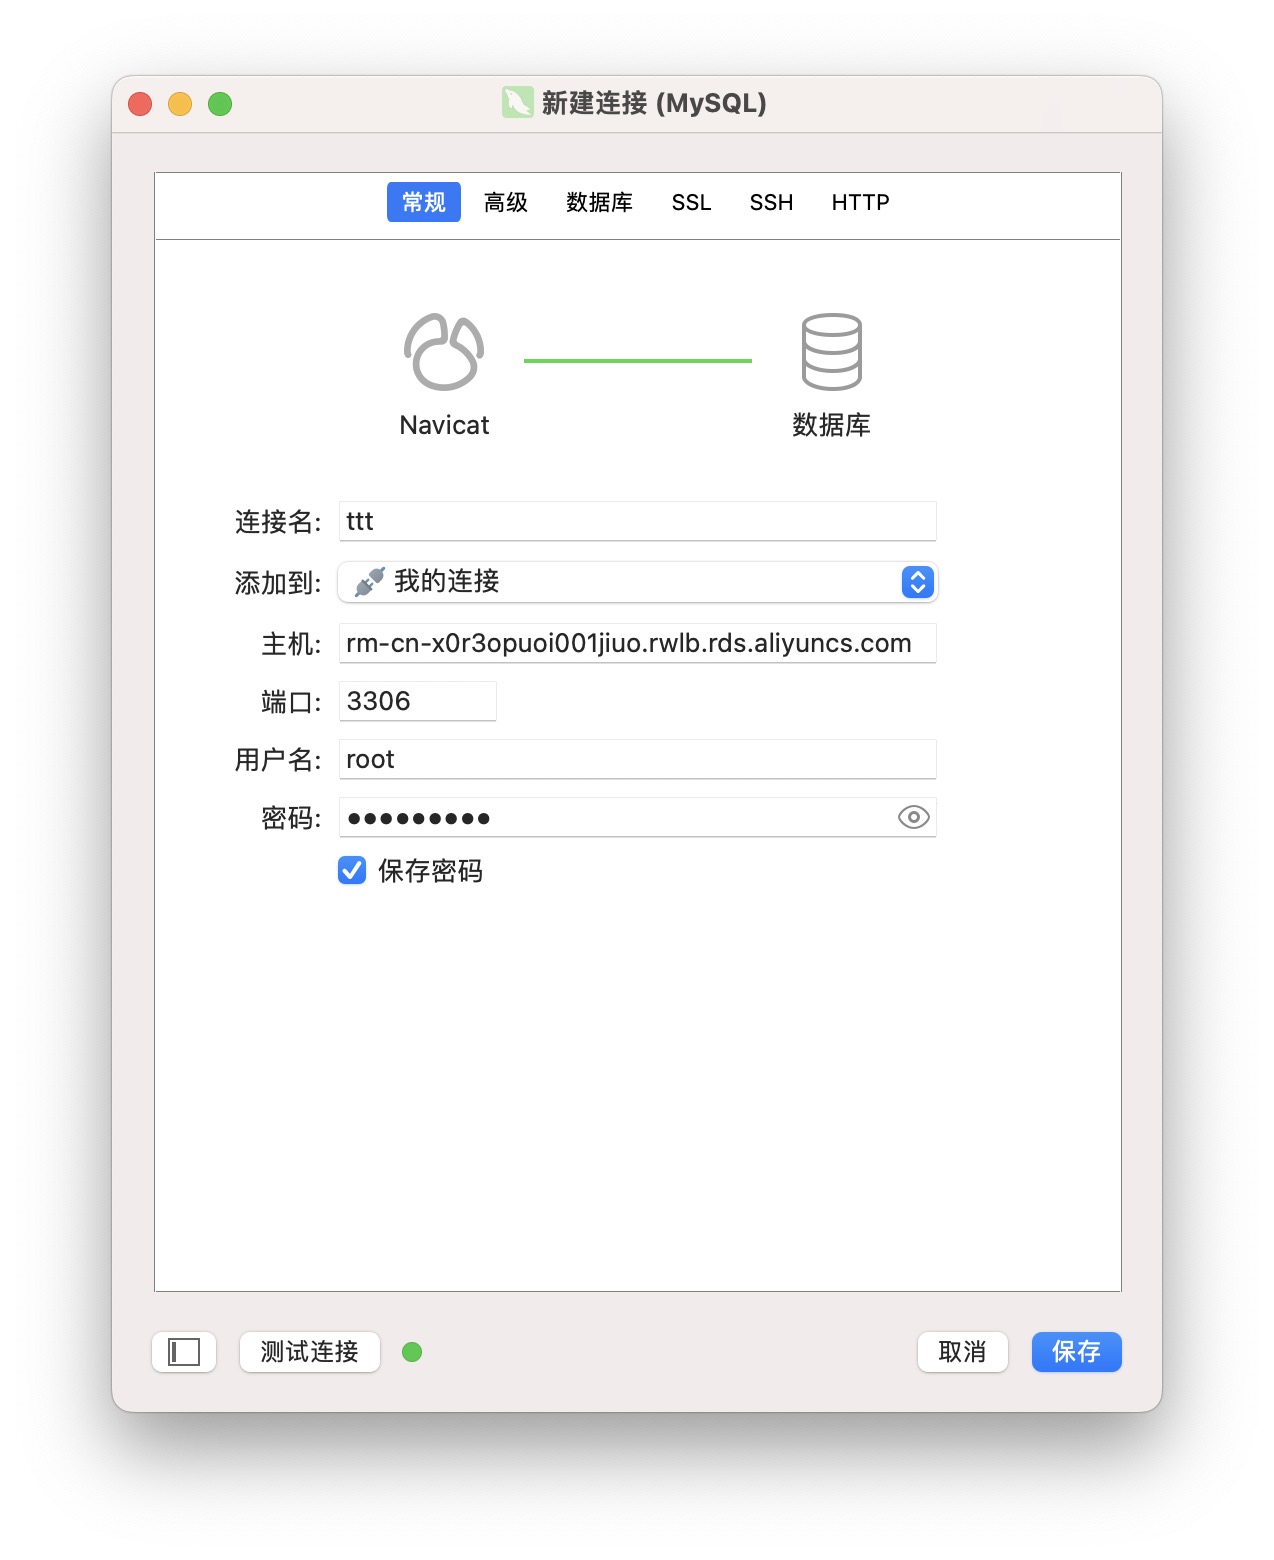 新建连接 (MySQL)
常规 高级 数据库 SSL SSH HTTP
Navicat 数据库
连接名: ttt
添加到: 我的连接
主机: rm-cn-x0r3opuoi001jiuo.rwlb.rds.aliyuncs.com
端口: 3306
用户名: root
密码: •••••••••
保存密码
测试连接 取消 保存